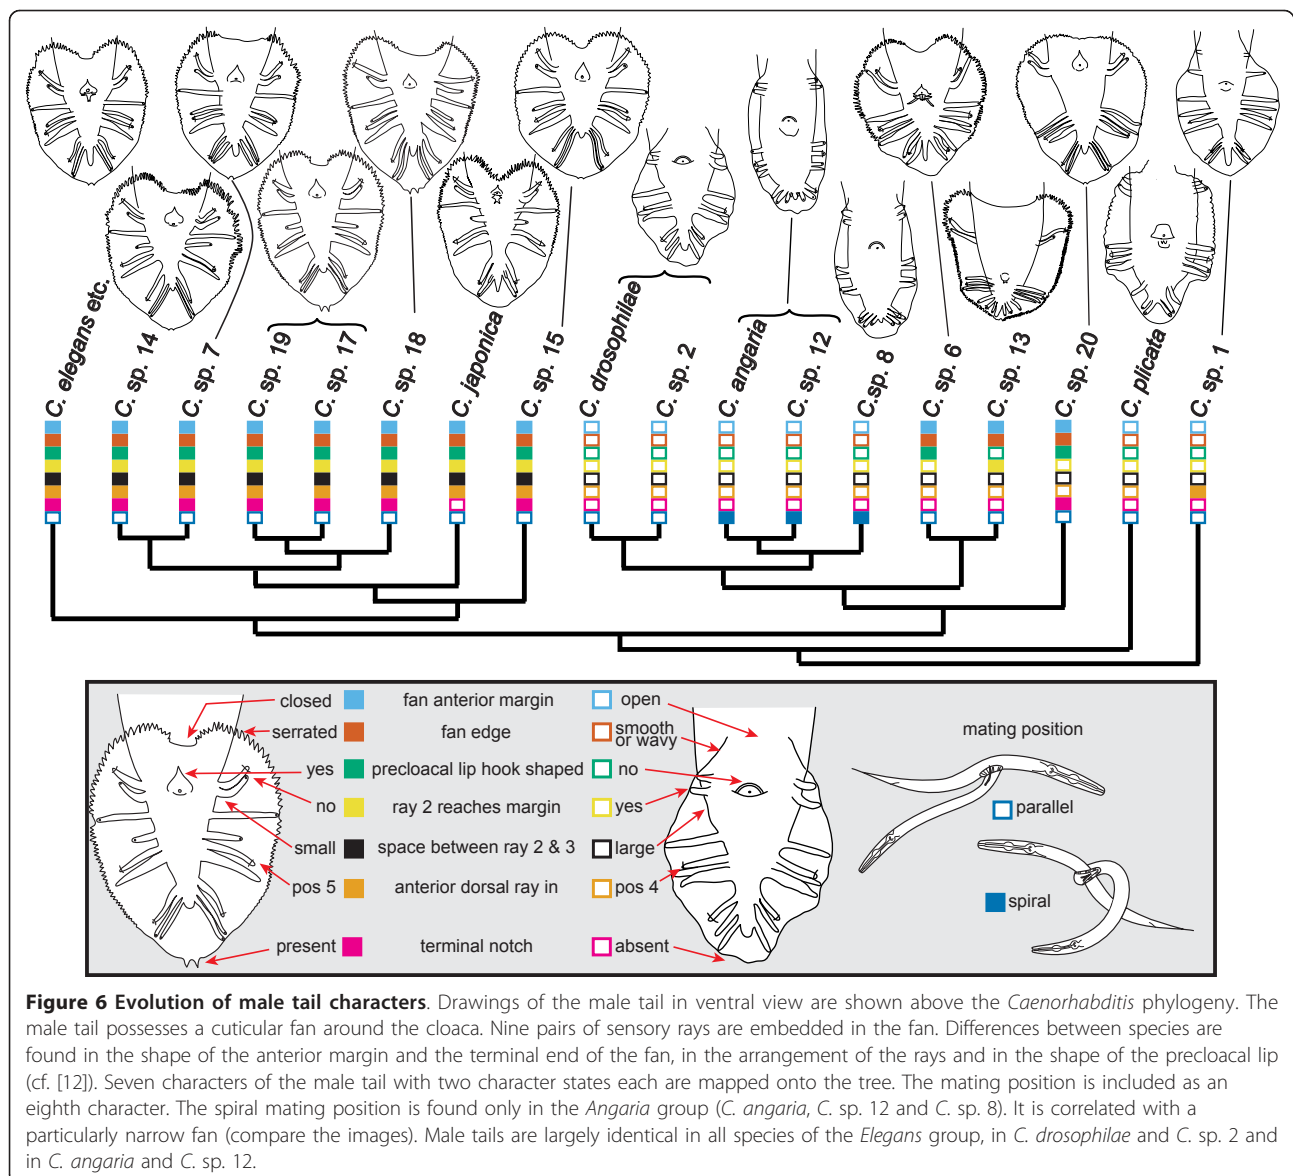 C. elegans etc.
C. sp. 14
C. sp. 7
C. sp. 19
C. sp. 17
C. sp. 18
C. japonica
C. sp. 15
C. drosophilae
C. sp. 2
C. angaria
C. sp. 12
C.sp. 8
C. sp. 6
C. sp. 13
C. sp. 20
C. plicata
C. sp. 1
closed fan anterior margin open
serrated fan edge smooth or wavy
yes precloacal lip hook shaped no
no ray 2 reaches margin yes
small space between ray 2 & 3 large
pos 5 anterior dorsal ray in pos 4
present terminal notch absent
mating position
parallel
spiral
Figure 6 Evolution of male tail characters. Drawings of the male tail in ventral view are shown above the Caenorhabditis phylogeny. The
male tail possesses a cuticular fan around the cloaca. Nine pairs of sensory rays are embedded in the fan. Differences between species are
found in the shape of the anterior margin and the terminal end of the fan, in the arrangement of the rays and in the shape of the precloacal lip
(cf. [12]). Seven characters of the male tail with two character states each are mapped onto the tree. The mating position is included as an
eighth character. The spiral mating position is found only in the Angaria group (C. angaria, C. sp. 12 and C. sp. 8). It is correlated with a
particularly narrow fan (compare the images). Male tails are largely identical in all species of the Elegans group, in C. drosophilae and C. sp. 2 and
in C. angaria and C. sp. 12.